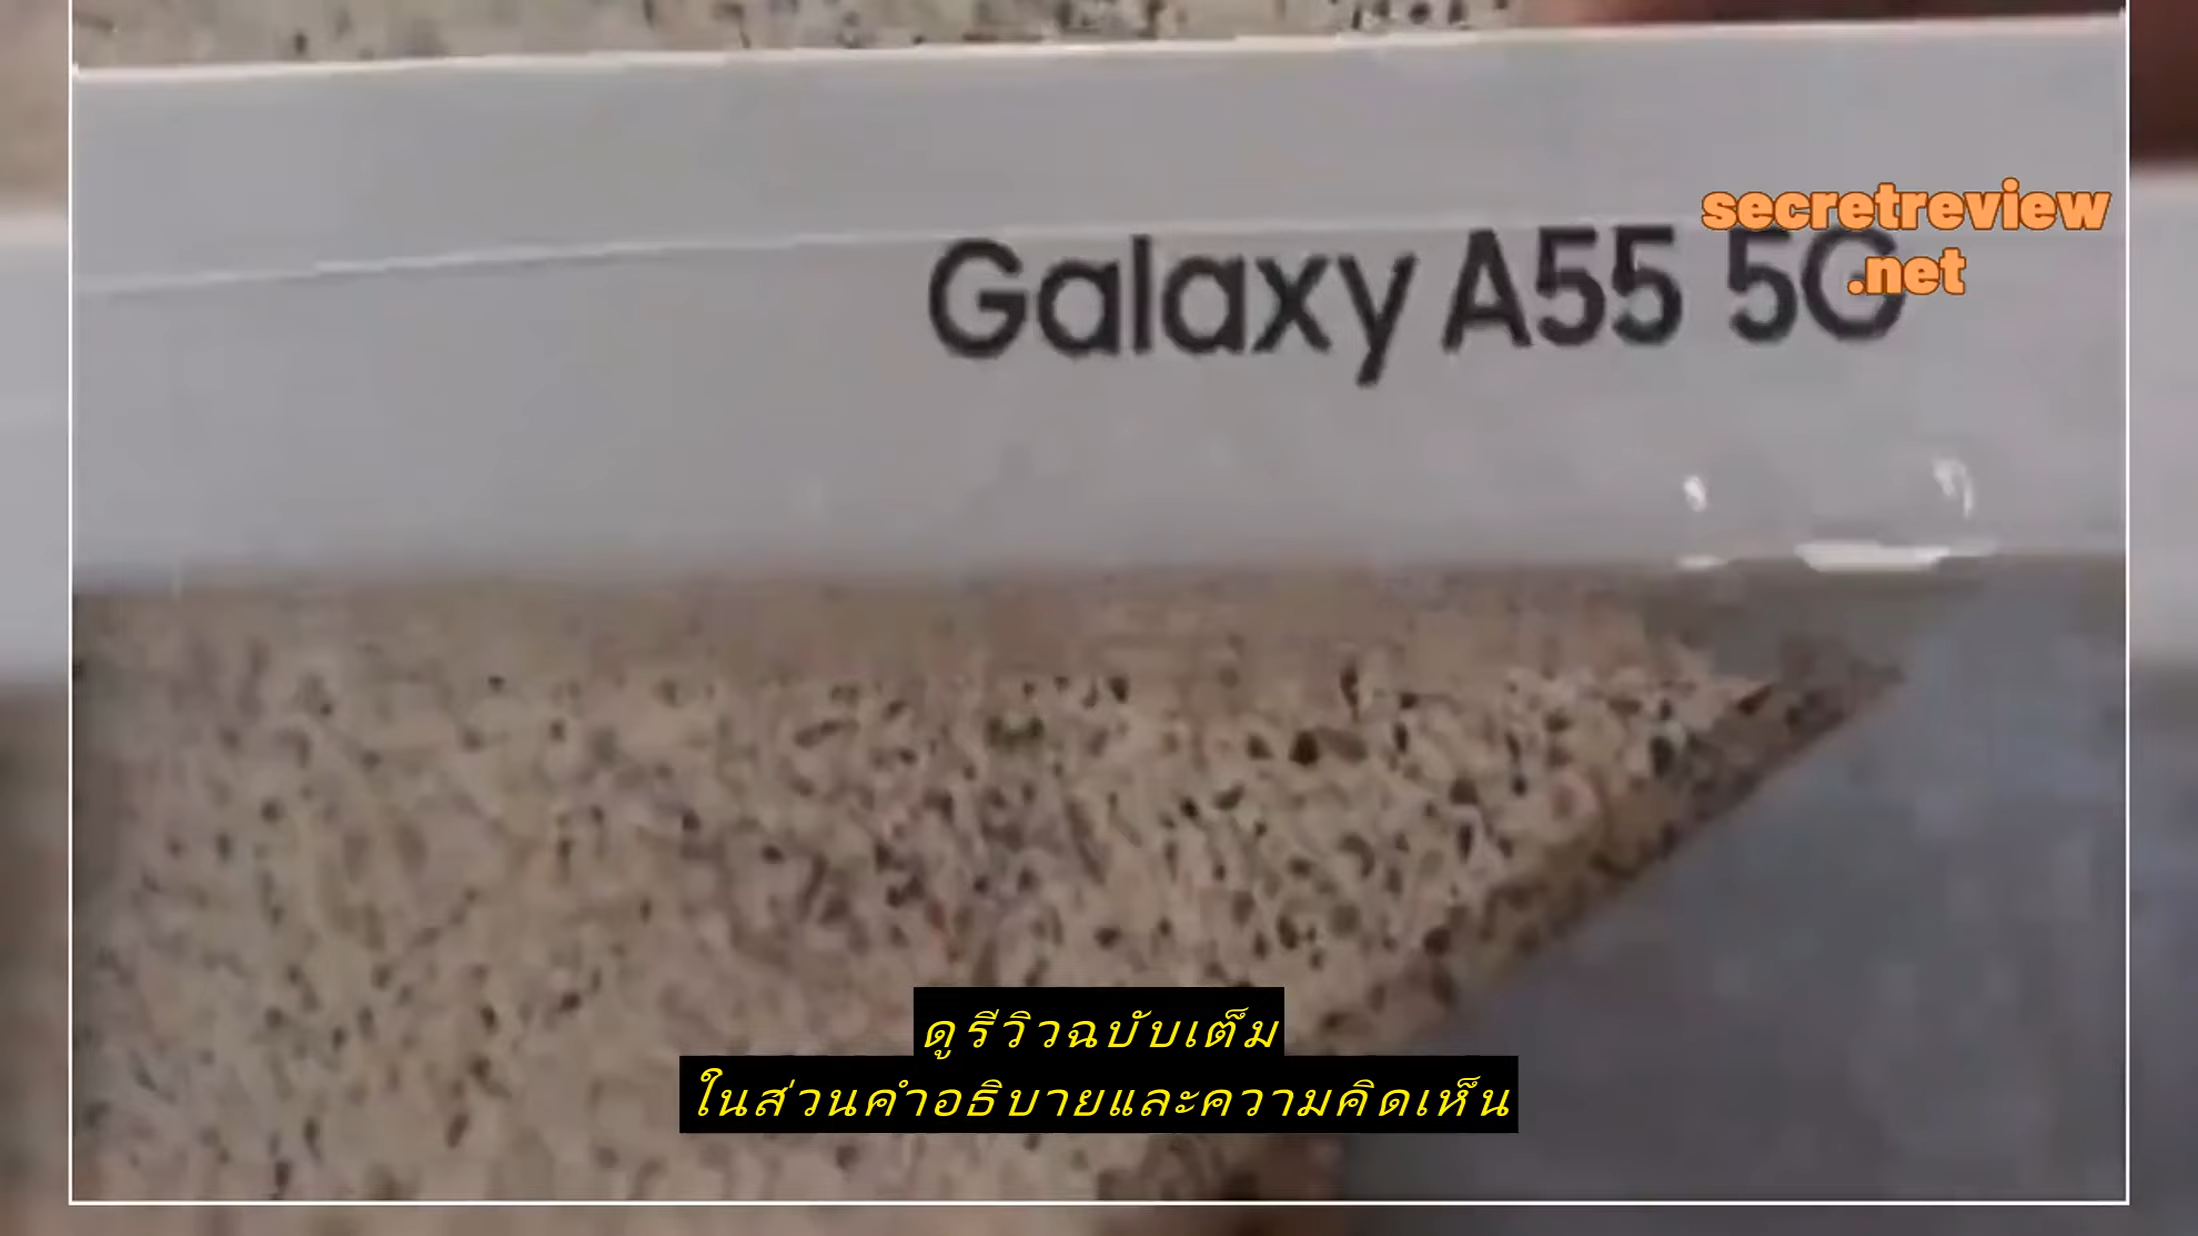 secretreview
.net
Galaxy A55 5G
ดูรีวิวฉบับเต็ม
ในส่วนคำอธิบายและความคิดเห็น